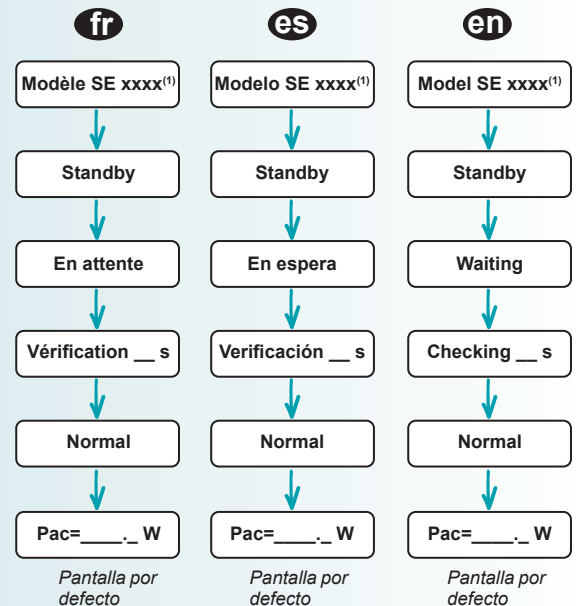 fr
Modèle SE xxxx(1)
Standby
En attente
Vérification __ s
Normal
Pac=____._ W
Pantalla por
defecto
es
Modelo SE xxxx(1)
Standby
En espera
Verificación __ s
Normal
Pac=____._ W
Pantalla por
defecto
en
Model SE xxxx(1)
Standby
Waiting
Checking __ s
Normal
Pac=____._ W
Pantalla por
defecto